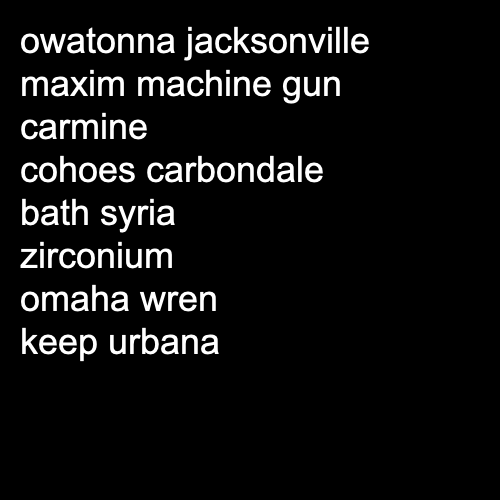 owatonna jacksonville
maxim machine gun
carmine
cohoes carbondale
bath syria
zirconium
omaha wren
keep urbana